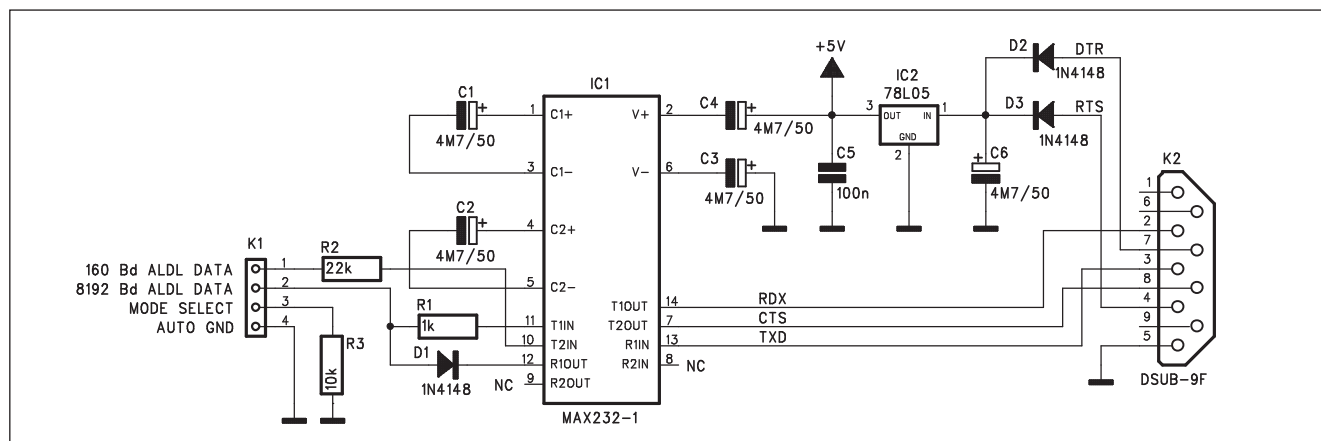 D2
DTR
1N4148
+5V
IC2
78L05
D3
RTS
1N4148
IC1
C1
+
4M7/50
1
C1+
V+
2
C4
+
4M7/50
3
OUT
IN
1
GND
2
K2
3
C1-
V-
6
C3
+
4M7/50
C5
100n
+
C6
4M7/50
1
6
2
7
3
8
4
9
5
C2
+
4M7/50
4
C2+
K1
R2
160 Bd ALDL DATA
1
22k
8192 Bd ALDL DATA
2
5
C2-
MODE SELECT
3
R1
T1OUT
14
RDX
AUTO GND
4
1k
11
T1IN
T2OUT
7
CTS
R3
10k
D1
10
T2IN
R1IN
13
TXD
12
R1OUT
R2IN
8
NC
1N4148
NC
9
R2OUT
DSUB-9F
MAX232-1